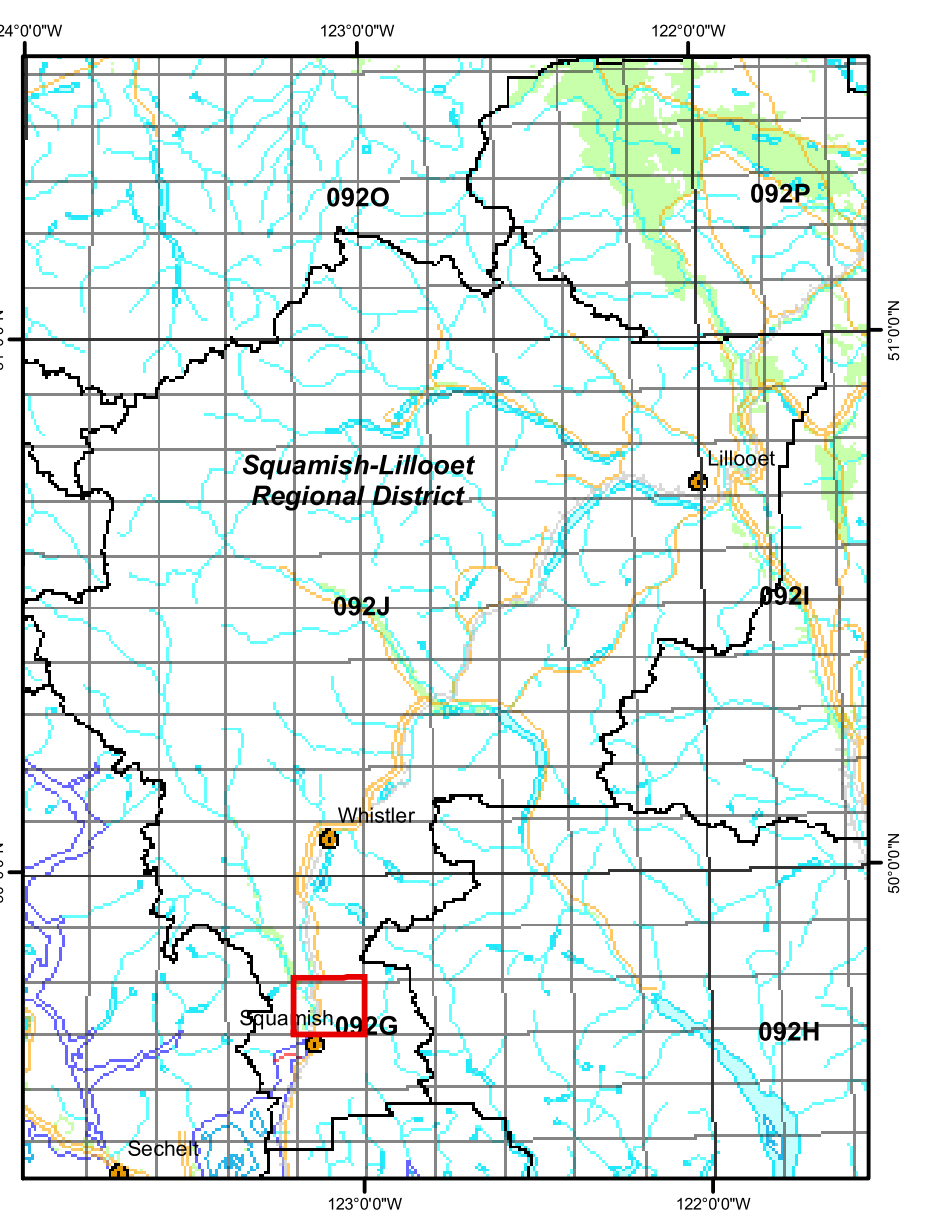 24°0'0"W
123°0'0"W
122°0'0"W
092O
092P
51°0'0"N
Lillooet
Squamish-Lillooet
Regional District
092J
092I
Whistler
50°0'0"N
Squamish
092G
092H
Sechelt
123°0'0"W
122°0'0"W